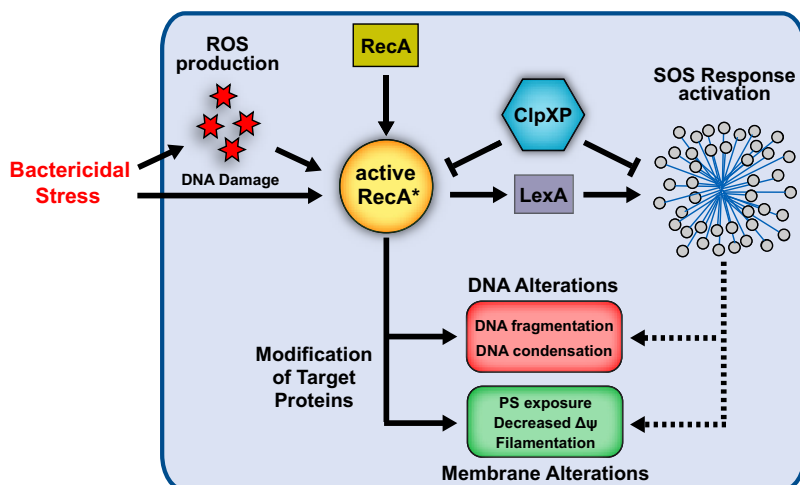 ROS
production
RecA
SOS Response
activation
ClpXP
Bactericidal
Stress
DNA Damage
active
RecA*
LexA
DNA Alterations
DNA fragmentation
DNA condensation
Modification
of Target
Proteins
PS exposure
Decreased Δψ
Filamentation
Membrane Alterations